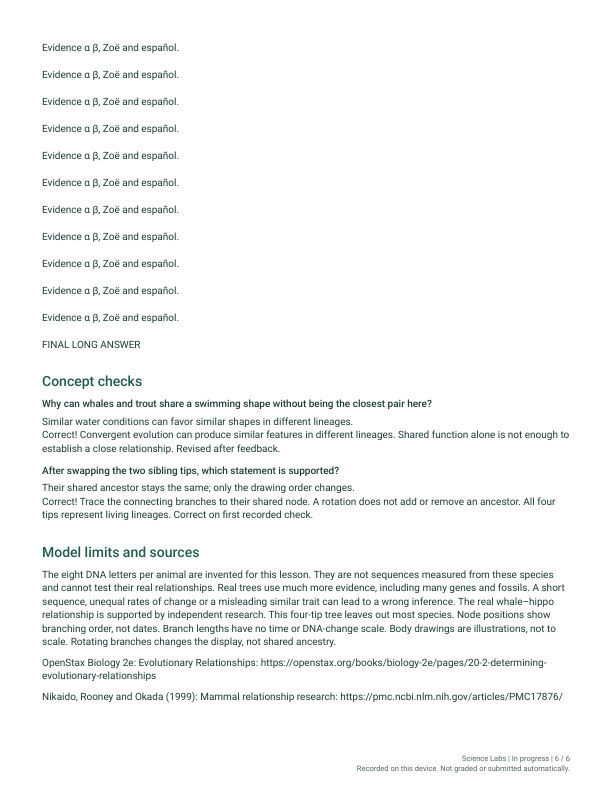 Evidence α β, Zoë and español.
Evidence α β, Zoë and español.
Evidence α β, Zoë and español.
Evidence α β, Zoë and español.
Evidence α β, Zoë and español.
Evidence α β, Zoë and español.
Evidence α β, Zoë and español.
Evidence α β, Zoë and español.
Evidence α β, Zoë and español.
Evidence α β, Zoë and español.
Evidence α β, Zoë and español.
FINAL LONG ANSWER
Concept checks
Why can whales and trout share a swimming shape without being the closest pair here?
Similar water conditions can favor similar shapes in different lineages.
Correct! Convergent evolution can produce similar features in different lineages. Shared function alone is not enough to
establish a close relationship. Revised after feedback.
After swapping the two sibling tips, which statement is supported?
Their shared ancestor stays the same; only the drawing order changes.
Correct! Trace the connecting branches to their shared node. A rotation does not add or remove an ancestor. All four
tips represent living lineages. Correct on first recorded check.
Model limits and sources
The eight DNA letters per animal are invented for this lesson. They are not sequences measured from these species
and cannot test their real relationships. Real trees use much more evidence, including many genes and fossils. A short
sequence, unequal rates of change or a misleading similar trait can lead to a wrong inference. The real whale–hippo
relationship is supported by independent research. This four-tip tree leaves out most species. Node positions show
branching order, not dates. Branch lengths have no time or DNA-change scale. Body drawings are illustrations, not to
scale. Rotating branches changes the display, not shared ancestry.
OpenStax Biology 2e: Evolutionary Relationships: https://openstax.org/books/biology-2e/pages/20-2-determining-
evolutionary-relationships
Nikaido, Rooney and Okada (1999): Mammal relationship research: https://pmc.ncbi.nlm.nih.gov/articles/PMC17876/
Science Labs | In progress | 6 / 6
Recorded on this device. Not graded or submitted automatically.